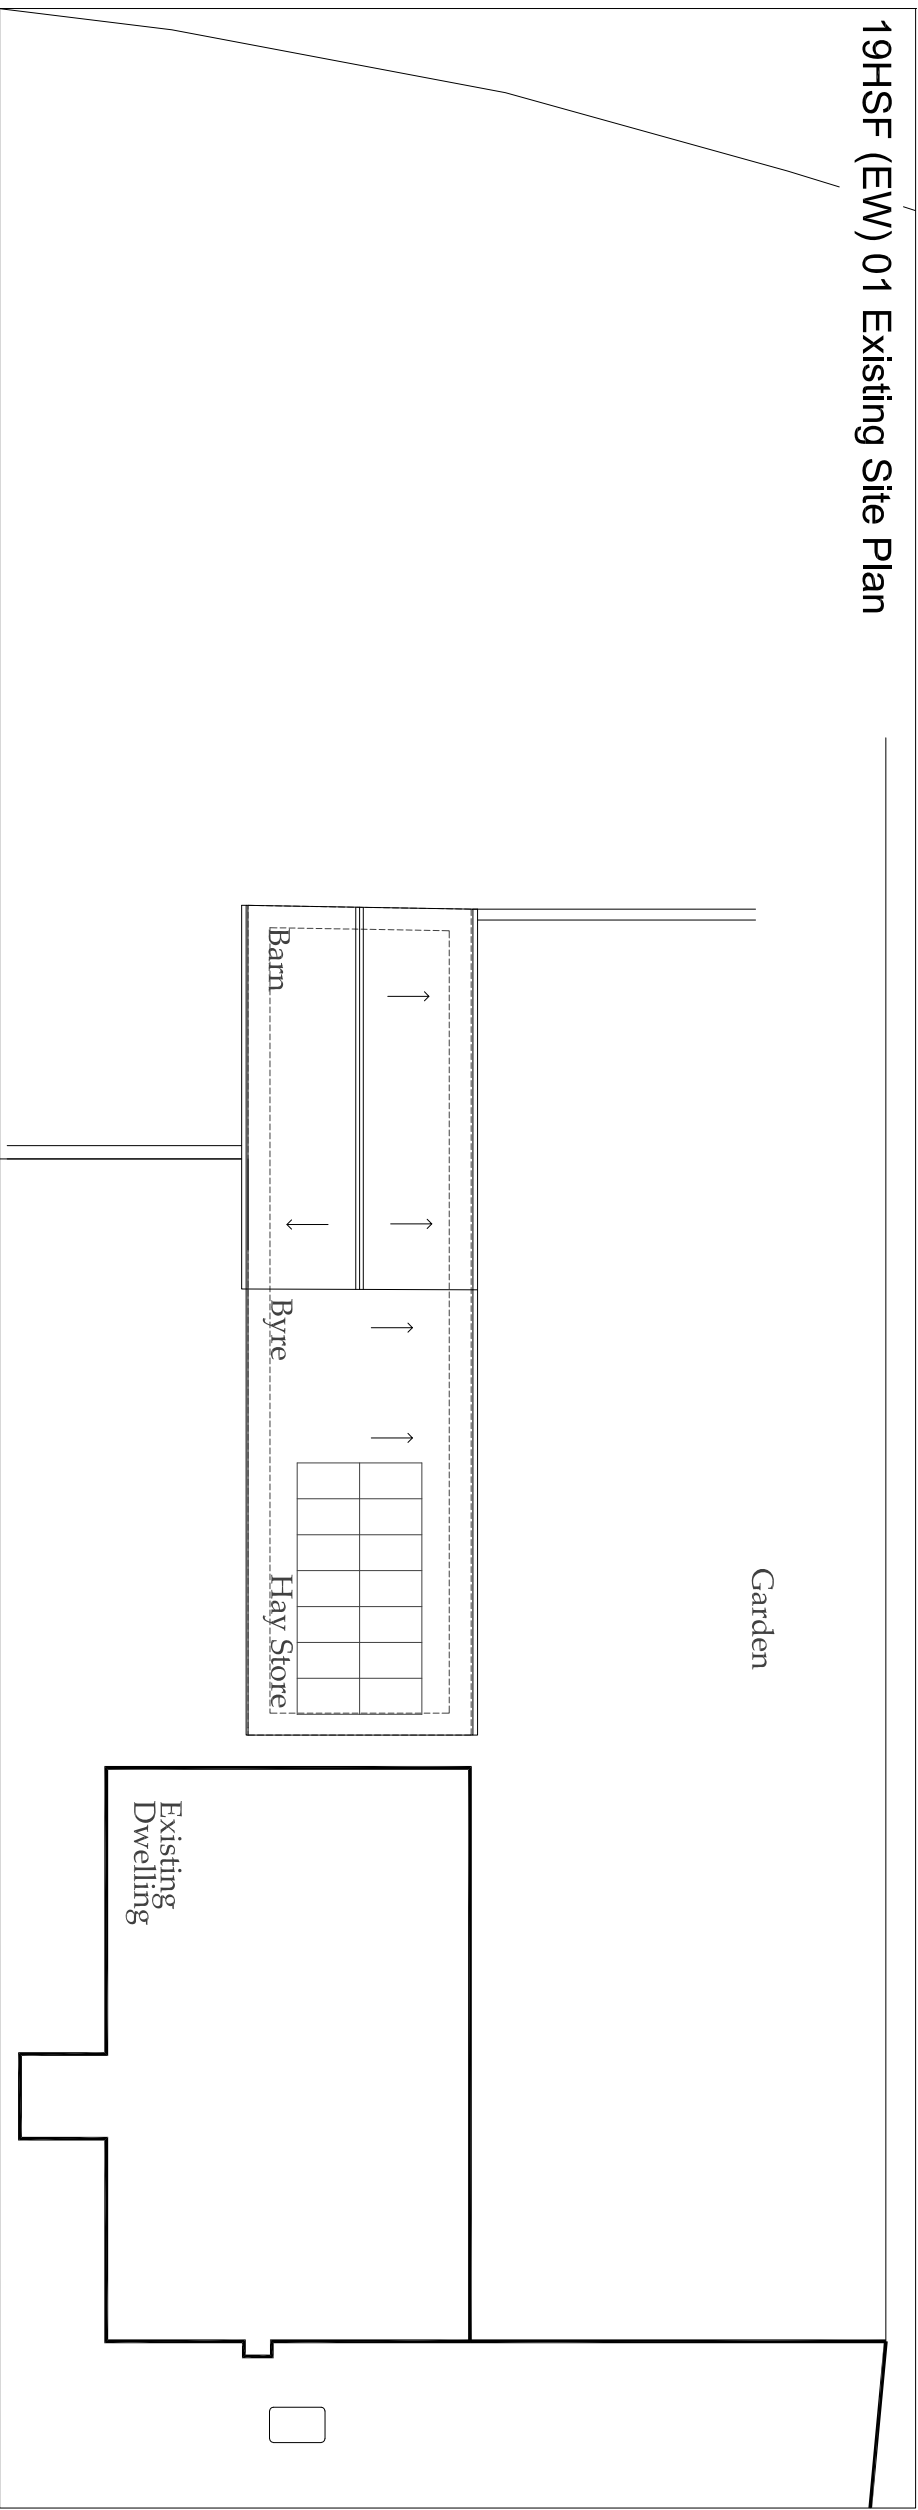 19HSF (EW) 01 Existing Site Plan
Garden
Barn
Byre
Hay Store
Existing
Dwelling